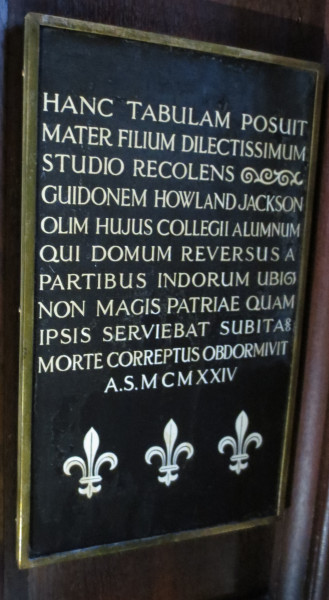 HANC TABULAM POSUIT
MATER FILIUM DILECTISSIMUM
STUDIO RECOLENS
GUIDONEM HOWLAND JACKSON
OLIM HUJUS COLLEGII ALUMNUM
QUI DOMUM REVERSUS A
PARTIBUS INDORUM UBI
NON MAGIS PATRIAE QUAM
IPSIS SERVIEBAT SUBITA
MORTE CORREPTUS OBDORMIVIT
A.S. MCMXXIV